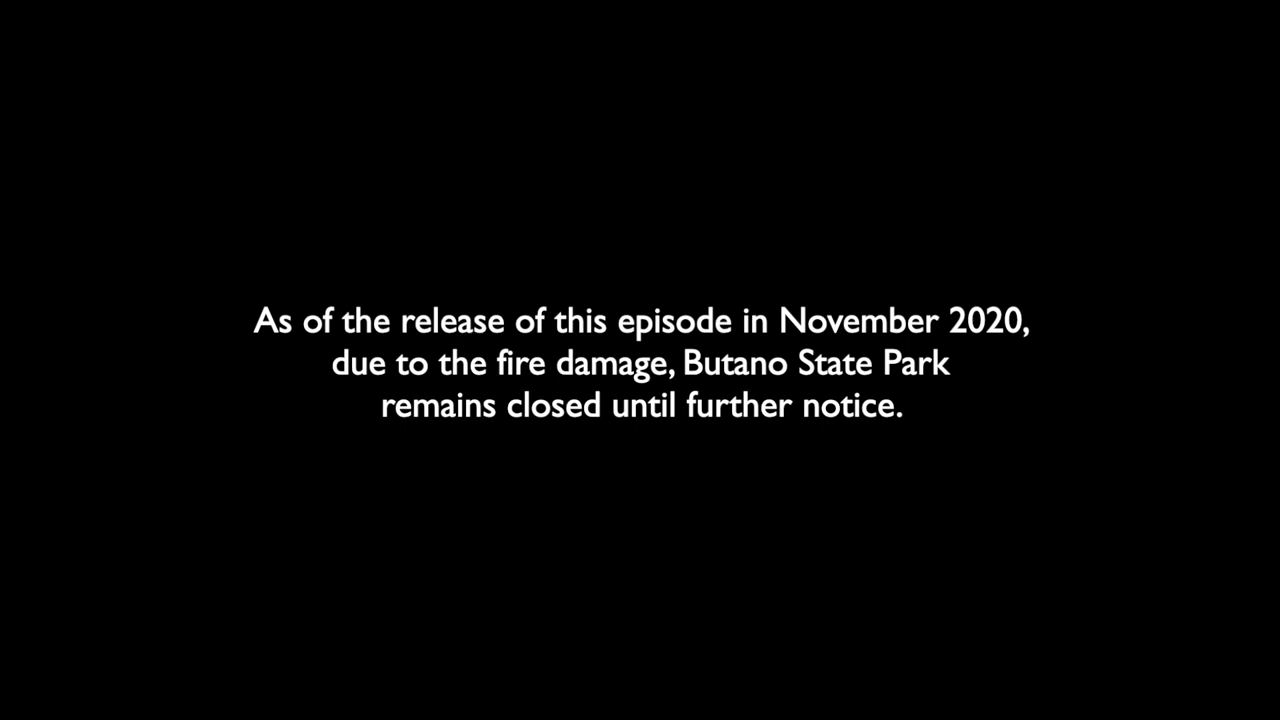 As of the release of this episode in November 2020,
due to the fire damage, Butano State Park
remains closed until further notice.